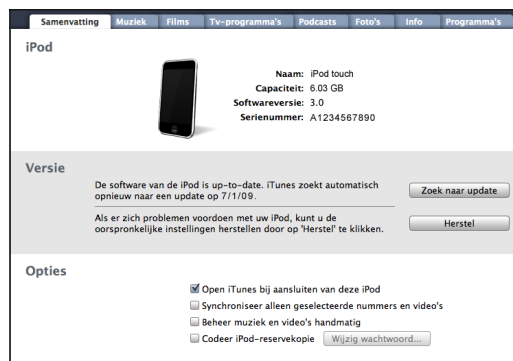 Samenvatting Muziek Films Tv-programma's Podcasts Foto's Info Programma's
iPod
Naam: iPod touch
Capaciteit: 6.03 GB
Softwareversie: 3.0
Serienummer: A1234567890
Versie
De software van de iPod is up-to-date. iTunes zoekt automatisch
opnieuw naar een update op 7/1/09.
Zoek naar update
Als er zich problemen voordoen met uw iPod, kunt u de
oorspronkelijke instellingen herstellen door op 'Herstel' te klikken.
Herstel
Opties
Open iTunes bij aansluiten van deze iPod
Synchroniseer alleen geselecteerde nummers en video's
Beheer muziek en video's handmatig
Codeer iPod-reservekopie Wijzig wachtwoord...